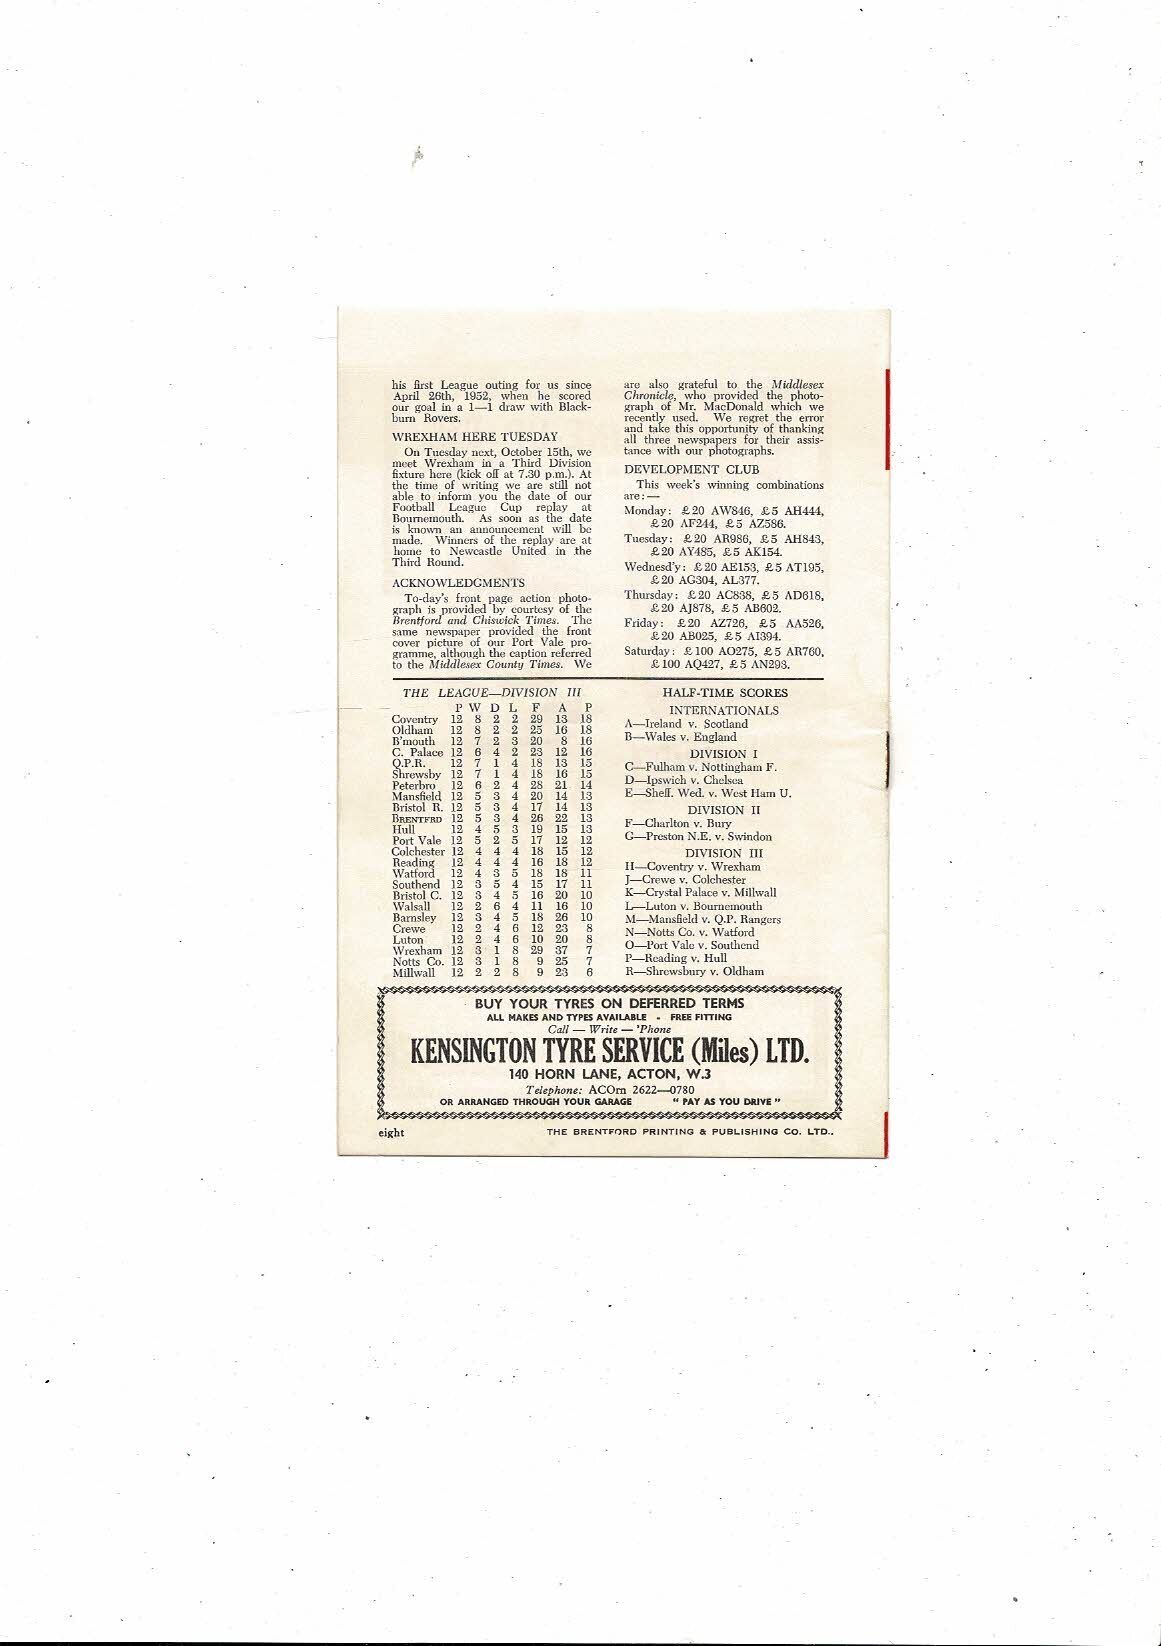 his first League outing for us since
April 26th, 1952, when he scored
our goal in a 1—1 draw with Black-
burn Rovers.
WREXHAM HERE TUESDAY
On Tuesday next, October 15th, we
meet Wrexham in a Third Division
fixture here (kick off at 7.30 p.m.). At
the time of writing we are still not
able to inform you the date of our
Football League Cup replay at
Bournemouth. As soon as the date
is known an announcement will be
made. Winners of the replay are at
home to Newcastle United in the
Third Round.
ACKNOWLEDGMENTS
To-day's front page action photo-
graph is provided by courtesy of the
Brentford and Chiswick Times. The
same newspaper provided the front
cover picture of our Port Vale pro-
gramme, although the caption referred
to the Middlesex County Times. We
are also grateful to the Middlesex
Chronicle, who provided the photo-
graph of Mr. MacDonald which we
recently used. We regret the error
and take this opportunity of thanking
all three newspapers for their assis-
tance with our photographs.
DEVELOPMENT CLUB
This week's winning combinations
are:—
Monday: £20 AW846, £5 AH444,
£20 AF244, £5 AZ586.
Tuesday: £20 AR986, £5 AH843,
£20 AY485, £5 AK154.
Wednesd'y: £20 AE153, £5 AT195,
£20 AG304, AL377.
Thursday: £20 AC838, £5 AD618,
£20 AJ878, £5 AB602.
Friday: £20 AZ726, £5 AA526,
£20 AB025, £5 AI394.
Saturday: £100 AO275, £5 AR760,
£100 AQ427, £5 AN293.
THE LEAGUE—DIVISION III
P W D L F A P
Coventry 12 8 2 2 29 13 18
Oldham 12 8 2 2 25 16 18
B'mouth 12 7 2 3 20 8 16
C. Palace 12 6 4 2 23 12 16
Q.P.R. 12 7 1 4 18 13 15
Shrewsby 12 7 1 4 18 16 15
Peterbro 12 6 2 4 28 21 14
Mansfield 12 5 3 4 20 14 13
Bristol R. 12 5 3 4 17 14 13
BRENTFRD 12 5 3 4 26 22 13
Hull 12 4 5 3 19 15 13
Port Vale 12 5 2 5 17 12 12
Colchester 12 4 4 4 18 15 12
Reading 12 4 4 4 16 18 12
Watford 12 4 3 5 18 18 11
Southend 12 3 5 4 15 17 11
Bristol C. 12 3 4 5 16 20 10
Walsall 12 2 6 4 11 16 10
Barnsley 12 3 4 5 18 26 10
Crewe 12 2 4 6 12 23 8
Luton 12 2 4 6 10 20 8
Wrexham 12 3 1 8 29 37 7
Notts Co. 12 3 1 8 9 25 7
Millwall 12 2 2 8 9 23 6
HALF-TIME SCORES
INTERNATIONALS
A—Ireland v. Scotland
B—Wales v. England
DIVISION I
C—Fulham v. Nottingham F.
D—Ipswich v. Chelsea
E—Sheff. Wed. v. West Ham U.
DIVISION II
F—Charlton v. Bury
G—Preston N.E. v. Swindon
DIVISION III
H—Coventry v. Wrexham
J—Crewe v. Colchester
K—Crystal Palace v. Millwall
L—Luton v. Bournemouth
M—Mansfield v. Q.P. Rangers
N—Notts Co. v. Watford
O—Port Vale v. Southend
P—Reading v. Hull
R—Shrewsbury v. Oldham
BUY YOUR TYRES ON DEFERRED TERMS
ALL MAKES AND TYPES AVAILABLE - FREE FITTING
Call — Write — 'Phone
KENSINGTON TYRE SERVICE (Miles) LTD.
140 HORN LANE, ACTON, W.3
Telephone: ACOrn 2622—0780
OR ARRANGED THROUGH YOUR GARAGE "PAY AS YOU DRIVE"
eight THE BRENTFORD PRINTING & PUBLISHING CO. LTD..